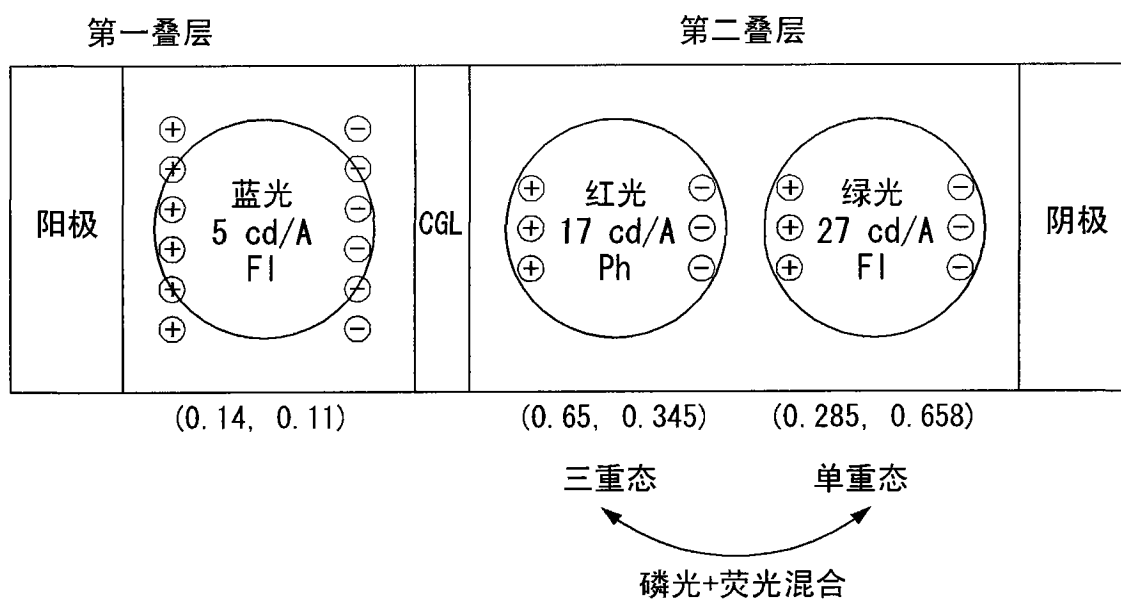 第一叠层
第二叠层
阳极
蓝光
5 cd/A
Fl
CGL
红光
17 cd/A
Ph
绿光
27 cd/A
Fl
阴极
(0.14, 0.11)
(0.65, 0.345)
(0.285, 0.658)
三重态
单重态
磷光+荧光混合